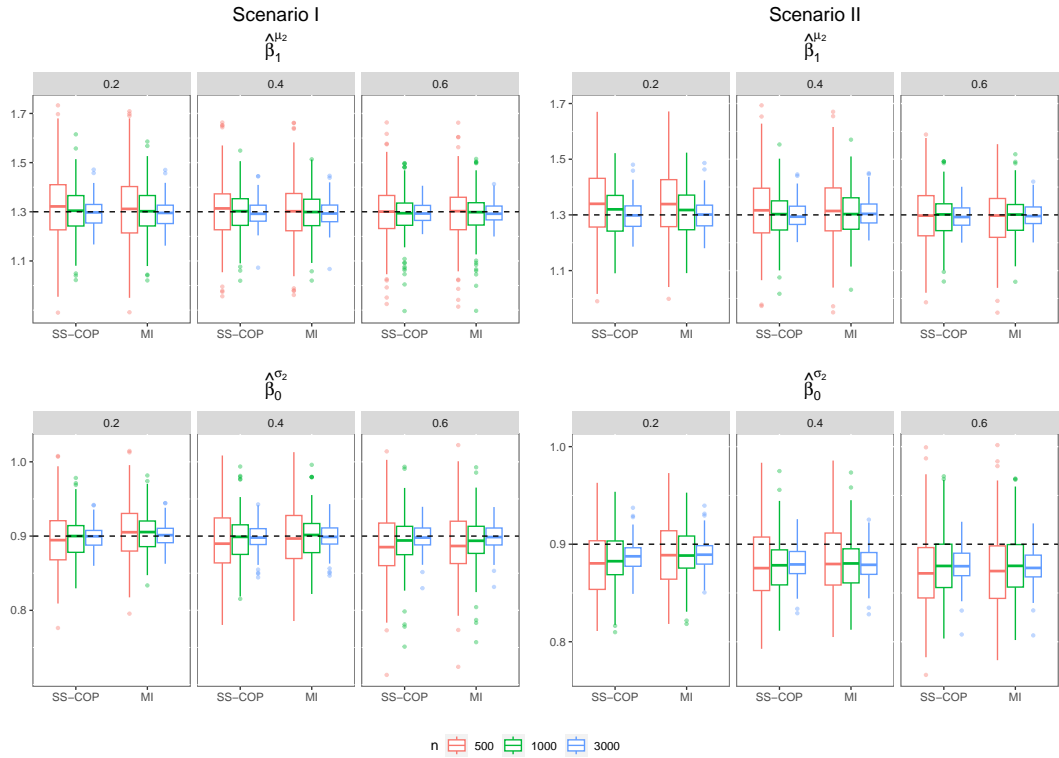 Scenario I
β̂₁^μ₂
0.2 0.4 0.6
1.7
1.5
1.3
1.1
SS−COP MI SS−COP MI SS−COP MI
β̂₀^σ₂
0.2 0.4 0.6
1.0
0.9
0.8
SS−COP MI SS−COP MI SS−COP MI
Scenario II
β̂₁^μ₂
0.2 0.4 0.6
1.7
1.5
1.3
1.1
SS−COP MI SS−COP MI SS−COP MI
β̂₀^σ₂
0.2 0.4 0.6
1.0
0.9
0.8
SS−COP MI SS−COP MI SS−COP MI
n 500 1000 3000